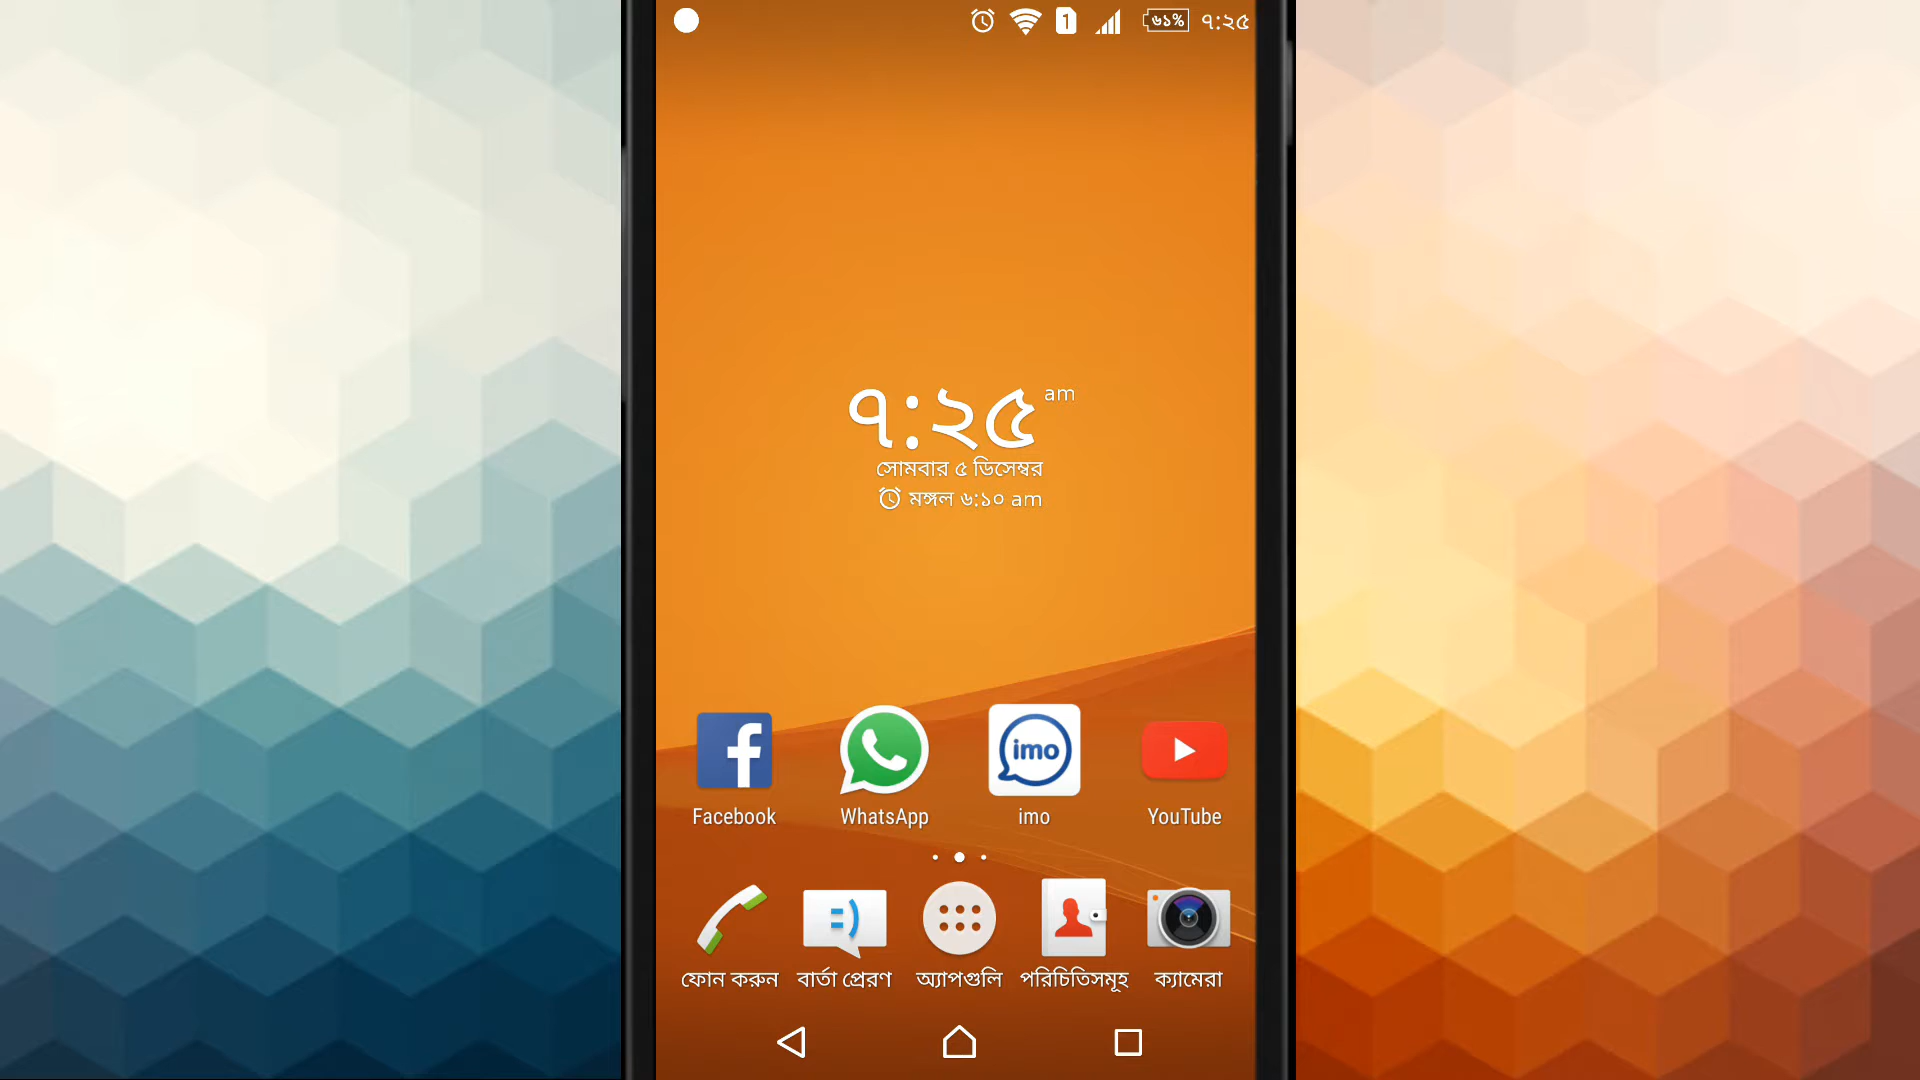 1 ৬১% ৭:২৫
৭:২৫ am
সোমবার ৫ ডিসেম্বর
মঙ্গল ৬:১০ am
imo
Facebook WhatsApp imo YouTube
ফোন করুন বার্তা প্রেরণ অ্যাপগুলি পরিচিতিসমূহ ক্যামেরা